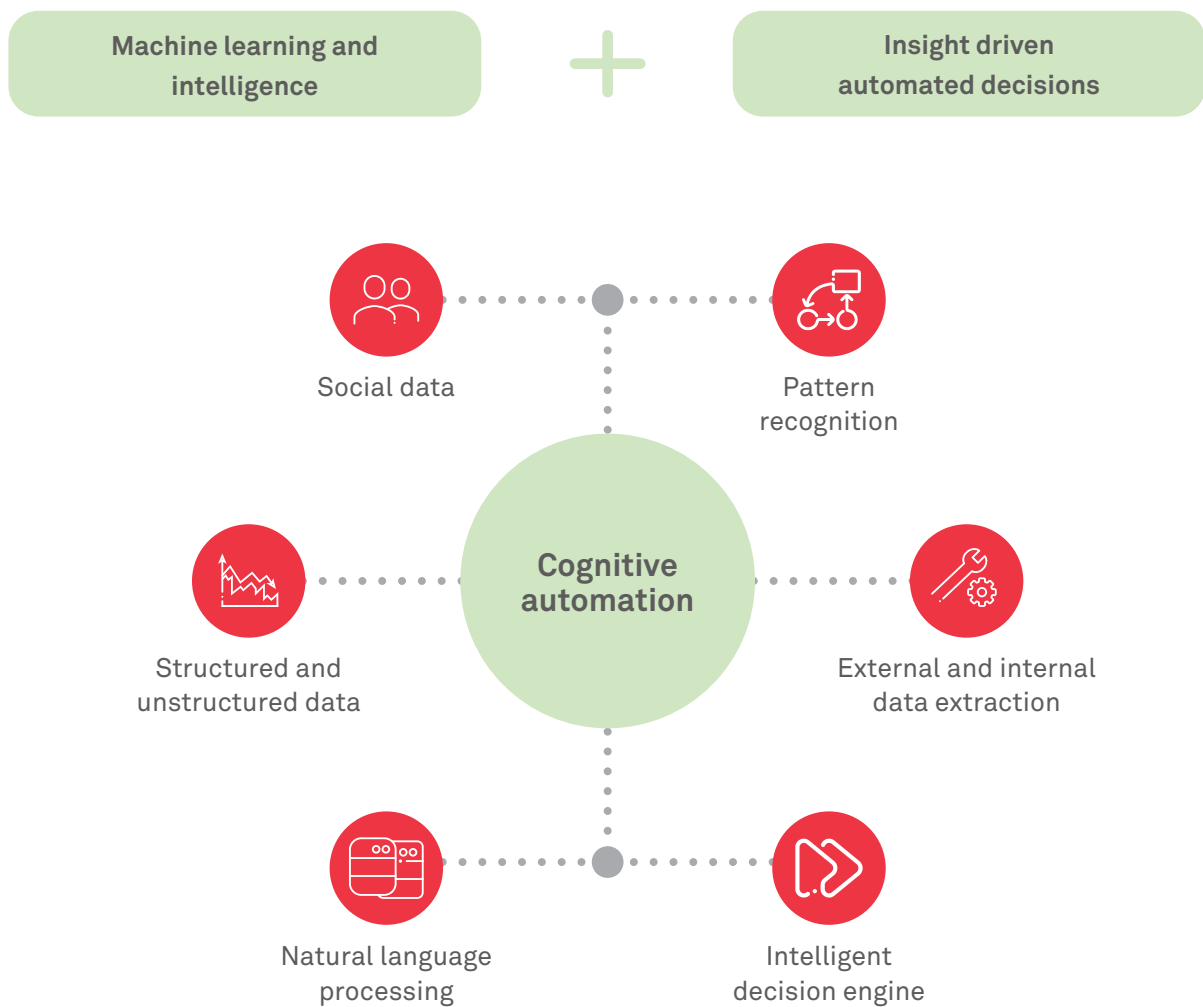 Machine learning and
intelligence
Insight driven
automated decisions
Social data
Pattern
recognition
Cognitive
automation
Structured and
unstructured data
External and internal
data extraction
Natural language
processing
Intelligent
decision engine